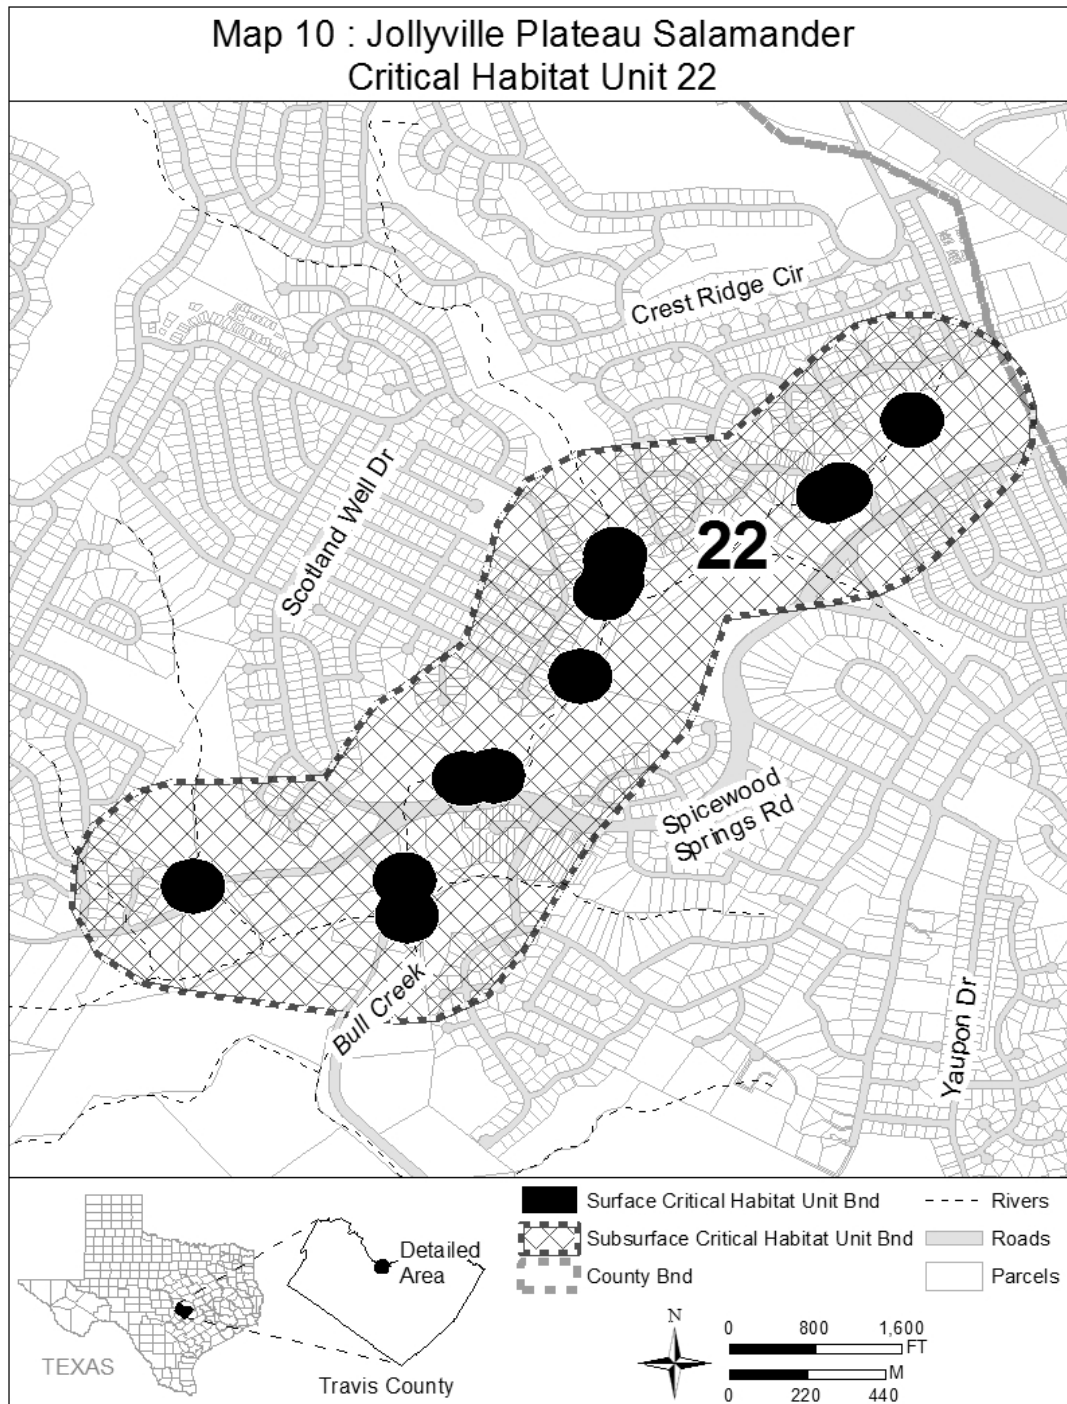 Map 10 : Jollyville Plateau Salamander
Critical Habitat Unit 22
Crest Ridge Cir
Scotland Well Dr
22
Spicewood
Springs Rd
Bull Creek
Yaupon Dr
Surface Critical Habitat Unit Bnd
Rivers
Subsurface Critical Habitat Unit Bnd
Roads
County Bnd
Parcels
Detailed
Area
TEXAS
Travis County
N
0 800 1,600
FT
M
0 220 440